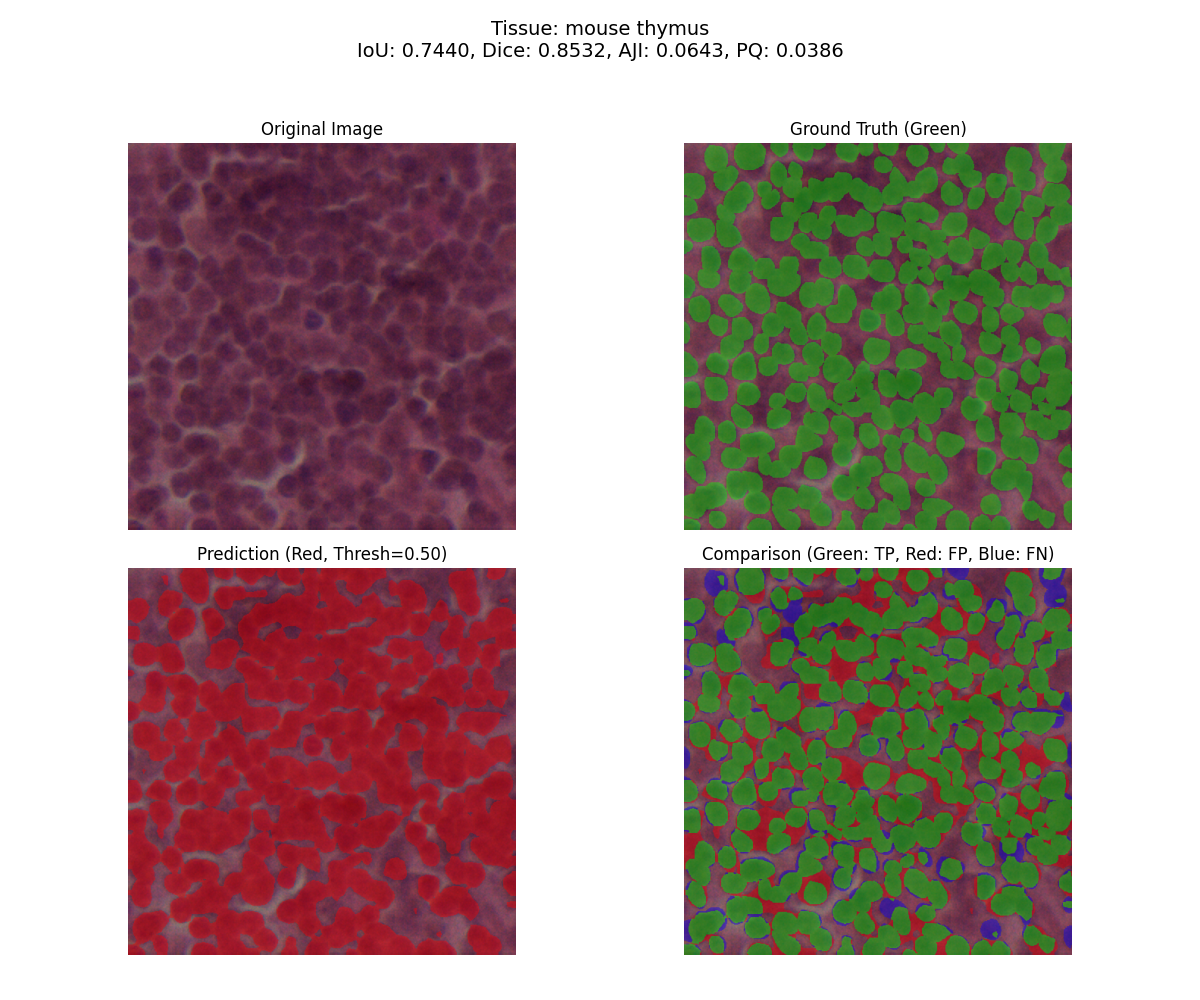 Tissue: mouse thymus
IoU: 0.7440, Dice: 0.8532, AJI: 0.0643, PQ: 0.0386
Original Image
Ground Truth (Green)
Prediction (Red, Thresh=0.50)
Comparison (Green: TP, Red: FP, Blue: FN)